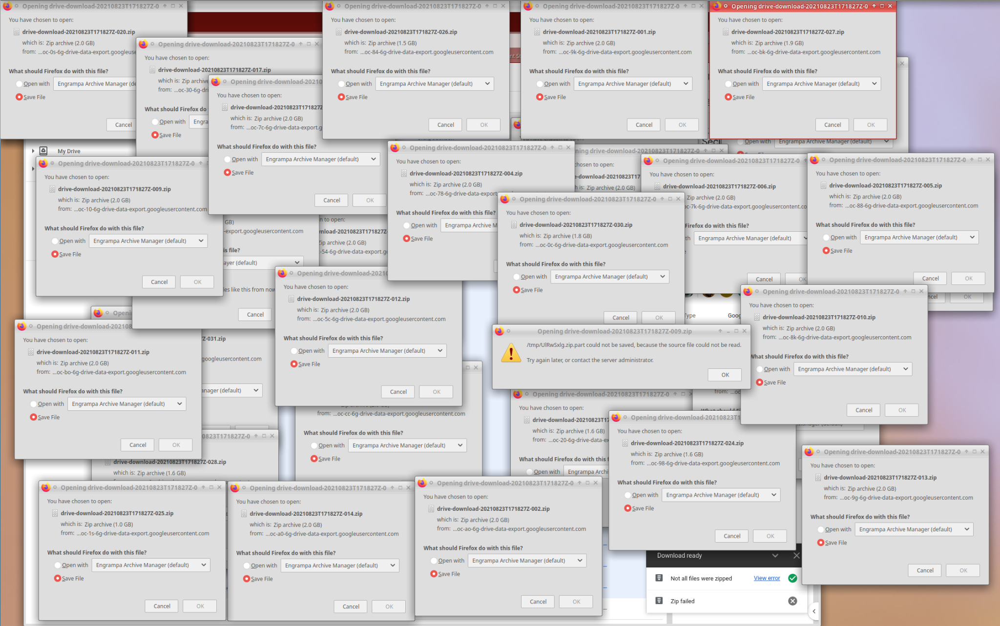 Opening drive-download-20210823T171827Z-0
You have chosen to open:
drive-download-20210823T171827Z-020.zip
which is: Zip archive (2.0 GB)
from: ...oc-0s-6g-drive-data-export.googleuse
What should Firefox do with this file?
Open with Engrampa Archive Manager (de
Save File
Cancel
Opening drive-download-20210823T171827Z-0
You have chosen to open:
drive-download-20210823T171827Z-017.zip
which is: Zip archive
from: ...oc-30-6g-dri
What should Firefox do
Open with Engra
Save File
Opening drive-download-2021
You have chosen to open:
drive-download-20210823T171827Z
which is: Zip archive (2.0 GB)
from: ...oc-7c-6g-drive-data-export.g
What should Firefox do with this file?
Open with Engrampa Archive Manager (default)
Save File
Cancel OK
Opening drive-download-20210823T171827Z-0
You have chosen to open:
drive-download-20210823T171827Z-026.zip
which is: Zip archive (1.5 GB)
from: ...oc-84-6g-drive-data-export.googleusercontent.com
What should Firefox do with this file?
Open with Engrampa Archive Manager (default)
Save File
Cancel OK
nt St
Opening drive-download-20210823T171827Z-0
You have chosen to open:
drive-download-20210823T171827Z-001.zip
which is: Zip archive (2.0 GB)
from: ...oc-9k-6g-drive-data-export.googleusercontent.com
What should Firefox do with this file?
Open with Engrampa Archive Manager (default)
Save File
Cancel OK
Opening drive-download-20210823T171827Z-0
You have chosen to open:
drive-download-20210823T171827Z-027.zip
which is: Zip archive (1.9 GB)
from: ...oc-bk-6g-drive-data-export.googleusercontent.com
What should Firefox do with this file?
Open with Engrampa Archive Manager (default)
Save File
Cancel OK
Open with Engrampa Archive Manager (default)
My Drive
Opening drive-download-20210823T171827Z-0
You have chosen to open:
drive-download-20210823T171827Z-009.zip
which is: Zip archive (2.0 GB)
from: ...oc-10-6g-drive-data-export.googleusercontent.com
What should Firefox do with this file?
Open with Engrampa Archive Manager (default)
Save File
Cancel OK
GB)
-export.googleusercontent.com
is file?
ayer (default)
les like this from now
Cancel
n to open:
wnload-20210823T171827Z-
Zip archive (2.0 GB)
-54-6g-drive-data-export.g
Opening drive-download-20210823T171827Z-0
You have chosen to open:
drive-download-20210823T171827Z-004.zip
which is: Zip archive (2.0 GB)
from: ...oc-78-6g-drive-data-export.googleusercon
What should Firefox do with this file?
Open with Engrampa Archive M
Save File
ning drive-download-20210823T171827Z-0
chosen to open:
e-download-20210823T17
h is: Zip archive (2.0 GB)
Opening drive-download-20210823T171827Z-0
You have chosen to open:
drive-download-20210823T171827Z-030.zip
which is: Zip archive (1.8 GB)
from: ...oc-0c-6g-drive-data-export.googleusercontent.com
What should Firefox do with this file?
Open with Engrampa Archive Manager (default)
Save File
Cancel OK
Opening drive-download-20210823T171827Z-0
You have chosen to open:
drive-download-20210823T171827Z-006.zip
Zip archive (2.0 GB)
oc-7k-6g-drive-data-export.googleusercontent.co
Firefox do with this file?
th Engrampa Archive Manager (default)
Cancel OK
Opening drive-download-20210823T171827Z-0
You have chosen to open:
drive-download-20210823T171827Z-005.zip
which is: Zip archive (2.0 GB)
from: ...oc-88-6g-drive-data-export.googleusercontent.com
What should Firefox do with this file?
Open with Engrampa Archive Manager (default)
Save File
Cancel OK
ncel OK
Opening drive-download-2021
You have chosen to open:
drive-download-20210823T171827Z-012.zip
which is: Zip archive (2.0 GB)
from: ...oc-5c-6g-drive-data-export.googleusercontent.com
What should Firefox do with this file?
Open with Engrampa Archive Manager (default)
Save File
Cancel OK
Openi
Opening drive-download-202108
You have chosen to open:
drive-download-20210823T171827Z-011.zip
which is: Zip archive (2.0 GB)
from: ...oc-bo-6g-drive-data-export.googleusercontent.com
What should Firefox do with this file?
Open with Engrampa Archive Manager (default)
Save File
Cancel OK
Z-031.zip
googleusercontent.com
anager (default)
Type Goog
Opening drive-download-20210823T171827Z-009.zip
/tmp/UlRwSxlg.zip.part could not be saved, because the source file could not be read.
Try again later, or contact the server administrator.
OK
Opening drive-download-20210823T171827Z-0
You have chosen to open:
drive-download-20210823T171827Z-010.zip
which is: Zip archive (2.0 GB)
from: ...oc-8k-6g-drive-data-export.googleusercontent.com
What should Firefox do with this file?
Open with Engrampa Archive Manager (default)
Save File
Cancel OK
from: ...oc-cc-6g-drive-data-export.googleusercontent.com
What should Firefox do with this file?
Open with Engrampa Archive Manager (default)
Save File
Opening drive-download-20210823T171827Z-0
You have chosen to open:
drive-download-20210823T17
which is: Zip archive (1.6 GB)
from: ...oc-20-6g-drive-data-ex
What should Firefox do with this f
Open with Engrampa Archi
from: ...oc
Opening drive-download-20210823T1
You have chosen to open:
drive-download-20210823T171827Z-024.zip
which is: Zip archive (1.6 GB)
from: ...oc-98-6g-drive-data-export.googleusercontent.com
What should Firefox do with this file?
Open with Engrampa Archive Manager (default)
Save File
Cancel OK
0823T171827Z-0
drive-download-20210823T171827Z-028.zip
which is: Zip archive (1.6 GB)
Opening drive-download-20210823T171827Z-0
You have chosen to open:
drive-download-20210823T171827Z-013.zip
which is: Zip archive (2.0 GB)
from: ...oc-9g-6g-drive-data-export.googleusercontent.com
What should Firefox do with this file?
Open with Engrampa Archive Manager (default)
Save File
Cancel OK
Opening drive-download-20210823T171827Z-0
You have chosen to open:
drive-download-20210823T171827Z-025.zip
which is: Zip archive (1.0 GB)
from: ...oc-1s-6g-drive-data-export.googleusercontent.com
What should Firefox do with this file?
Open with Engrampa Archive Manager (default)
Save File
Cancel OK
Opening drive-download-20210823T171827Z-0
You have chosen to open:
drive-download-20210823T171827Z-014.zip
which is: Zip archive (2.0 GB)
from: ...oc-a0-6g-drive-data-export.googleusercontent.com
What should Firefox do with this file?
Open with Engrampa Archive Manager (default)
Save File
Cancel OK
Opening drive-download-20210823T171827Z-0
You have chosen to open:
drive-download-20210823T171827Z-002.zip
which is: Zip archive (2.0 GB)
from: ...oc-ao-6g-drive-data-export.googleusercontent.com
What should Firefox do with this file?
Open with Engrampa Archive Manager (default)
Save File
Cancel OK
Download ready
Not all files were zipped View error
Zip failed